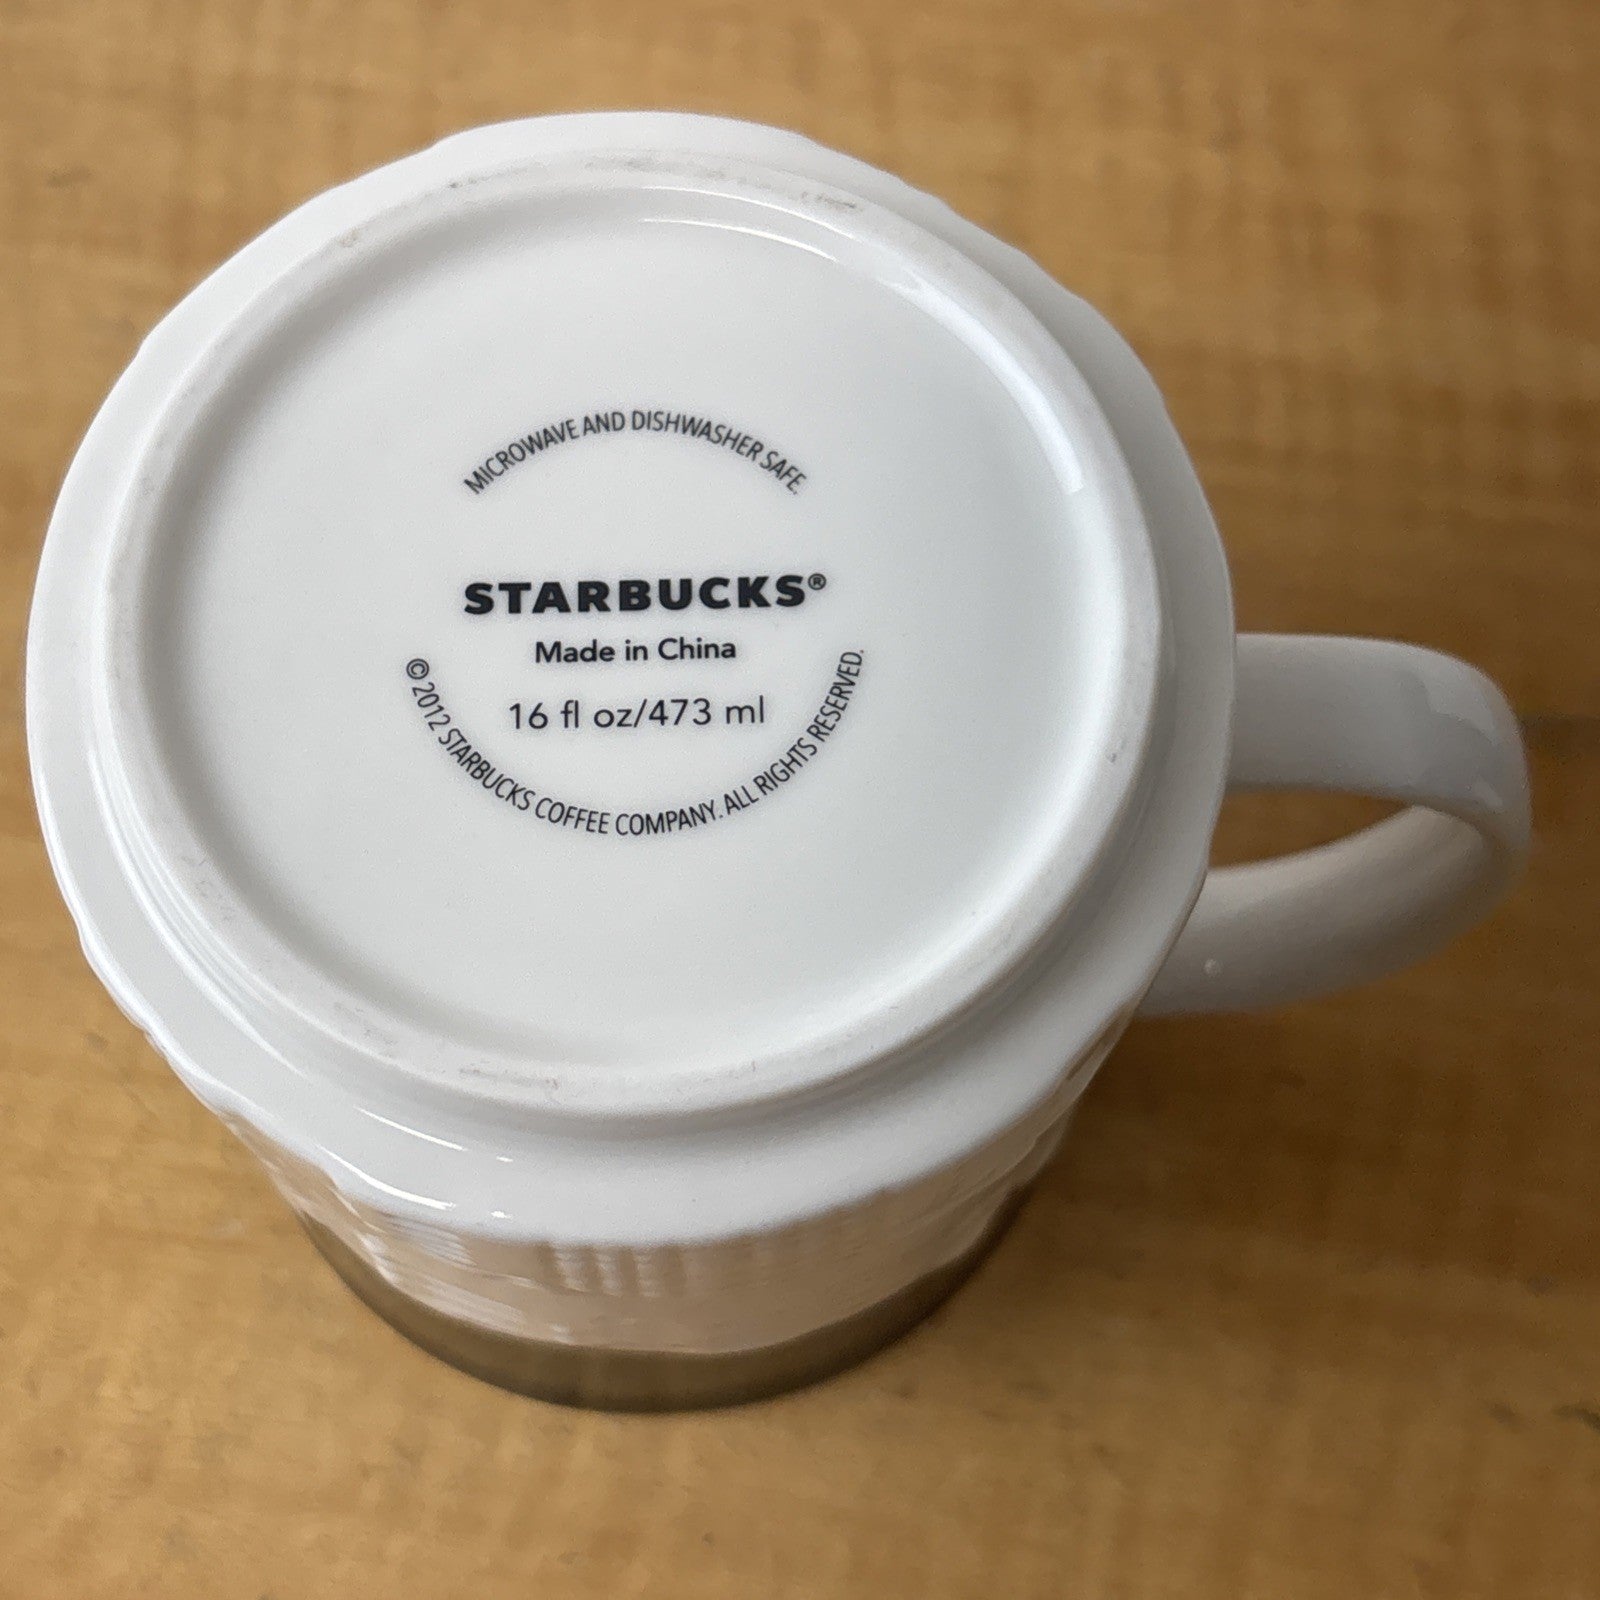 MICROWAVE AND DISHWASHER SAFE.
STARBUCKS®
Made in China
16 fl oz/473 ml
©2012 STARBUCKS COFFEE COMPANY. ALL RIGHTS RESERVED.